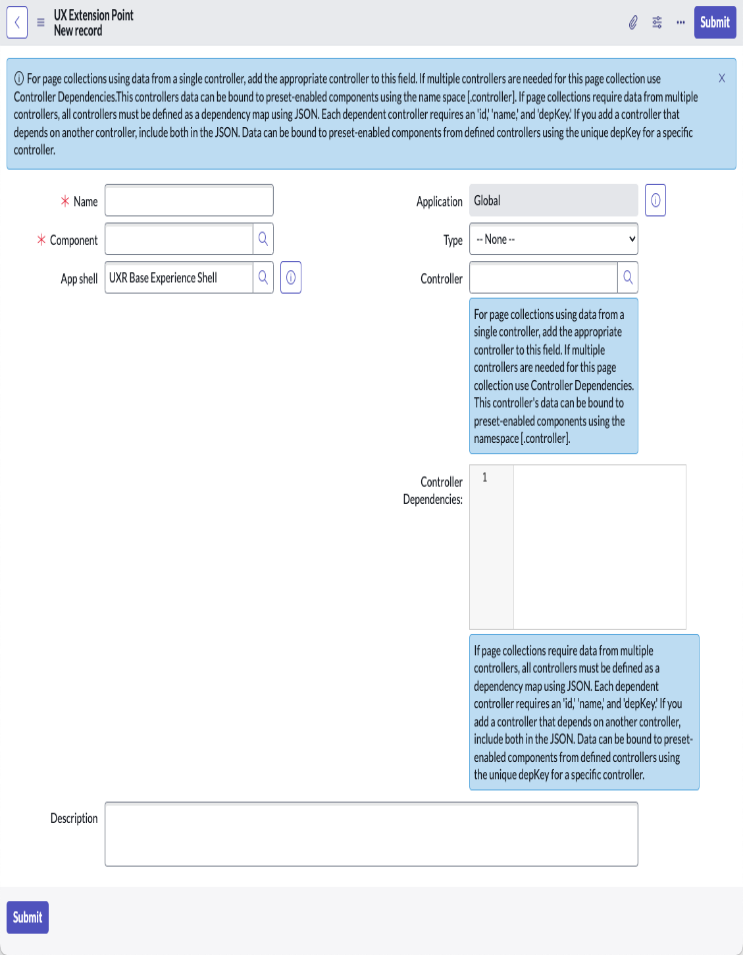 UX Extension Point
New record
Submit
For page collections using data from a single controller, add the appropriate controller to this field. If multiple controllers are needed for this page collection use
Controller Dependencies.This controllers data can be bound to preset-enabled components using the name space [.controller]. If page collections require data from multiple
controllers, all controllers must be defined as a dependency map using JSON. Each dependent controller requires an 'id,' 'name,' and 'depKey.' If you add a controller that
depends on another controller, include both in the JSON. Data can be bound to preset-enabled components from defined controllers using the unique depKey for a specific
controller.
X
* Name
Application
Global
* Component
Type
-- None --
App shell
UXR Base Experience Shell
Controller
For page collections using data from a
single controller, add the appropriate
controller to this field. If multiple
controllers are needed for this page
collection use Controller Dependencies.
This controller's data can be bound to
preset-enabled components using the
namespace [.controller].
Controller
Dependencies:
1
If page collections require data from multiple
controllers, all controllers must be defined as a
dependency map using JSON. Each dependent
controller requires an 'id,' 'name,' and 'depKey.' If you
add a controller that depends on another controller,
include both in the JSON. Data can be bound to preset-
enabled components from defined controllers using
the unique depKey for a specific controller.
Description
Submit